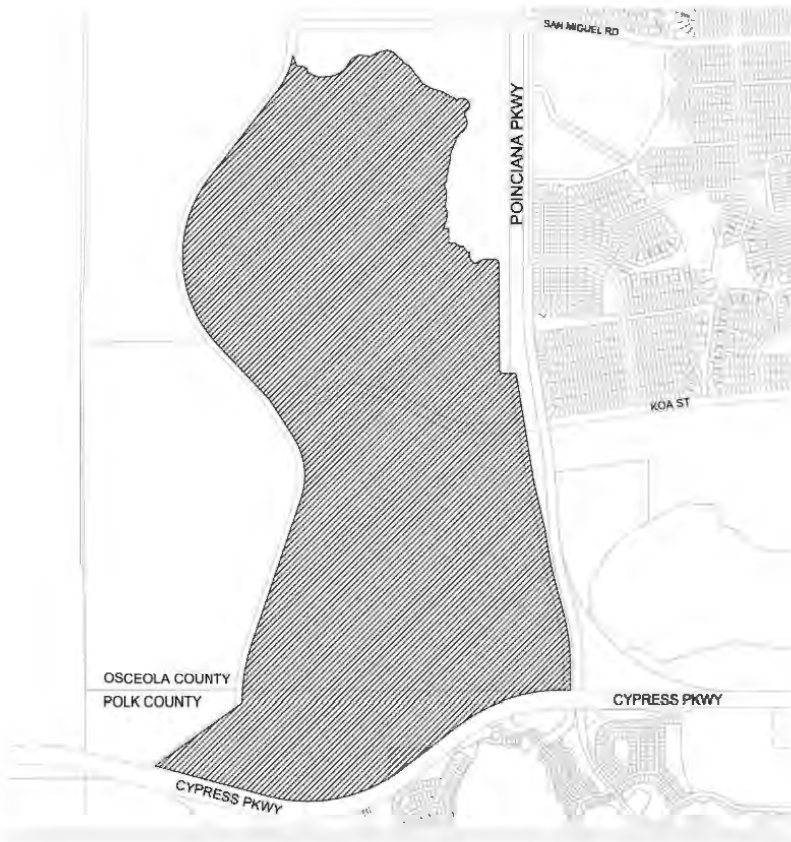 SAN MIGUEL RD
POINCIANA PKWY
KOA ST
OSCEOLA COUNTY
POLK COUNTY
CYPRESS PKWY
CYPRESS PKWY